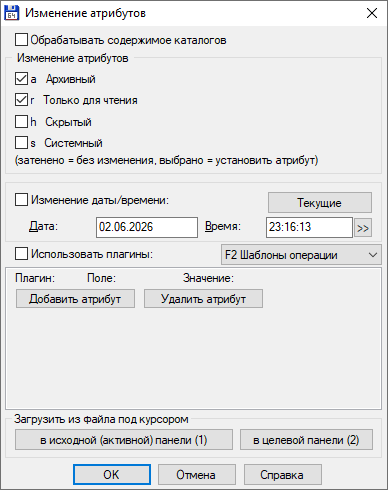 Изменение атрибутов
Обрабатывать содержимое каталогов
Изменение атрибутов
a Архивный
r Только для чтения
h Скрытый
s Системный
(затенено = без изменения, выбрано = установить атрибут)
Изменение даты/времени:
Текущие
Дата: 02.06.2026 Время: 23:16:13 >>
Использовать плагины: F2 Шаблоны операции
Плагин: Поле: Значение:
Добавить атрибут Удалить атрибут
Загрузить из файла под курсором
в исходной (активной) панели (1) в целевой панели (2)
OK Отмена Справка